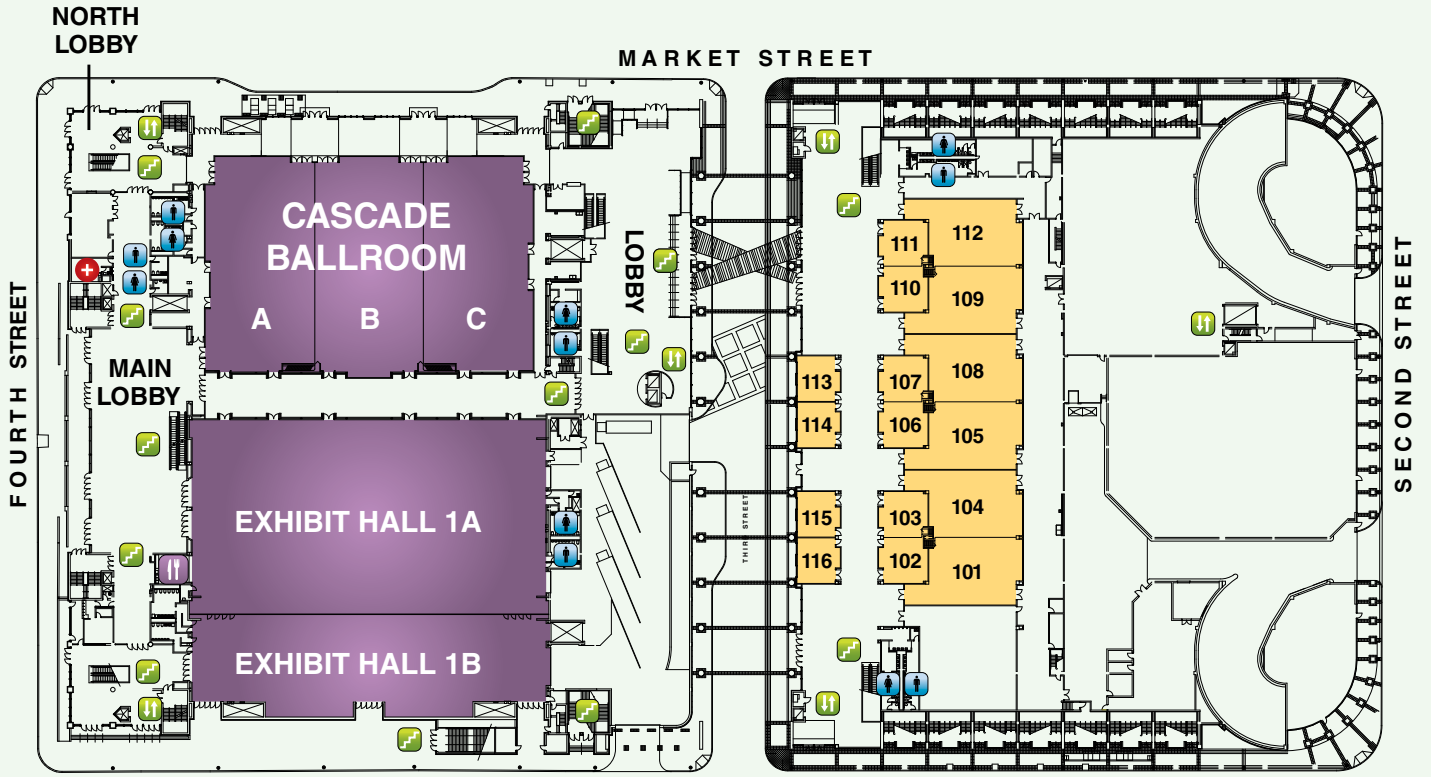 NORTH
LOBBY
MARKET STREET
CASCADE
BALLROOM
A
B
C
LOBBY
MAIN
LOBBY
FOURTH STREET
EXHIBIT HALL 1A
EXHIBIT HALL 1B
THIRD STREET
111
112
110
109
113
107
108
114
106
105
115
103
104
116
102
101
SECOND STREET